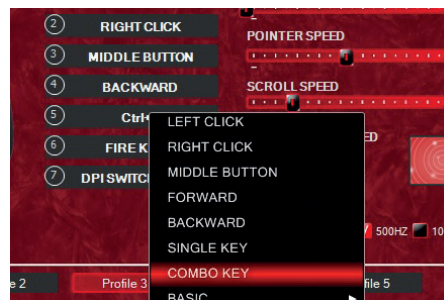 2 RIGHT CLICK
3 MIDDLE BUTTON
4 BACKWARD
5 Ctrl+
6 FIRE K
7 DPI SWITC
POINTER SPEED
SCROLL SPEED
ED
LEFT CLICK
RIGHT CLICK
MIDDLE BUTTON
FORWARD
BACKWARD
SINGLE KEY
COMBO KEY
BASIC
500HZ 10
e 2 Profile 3 file 5